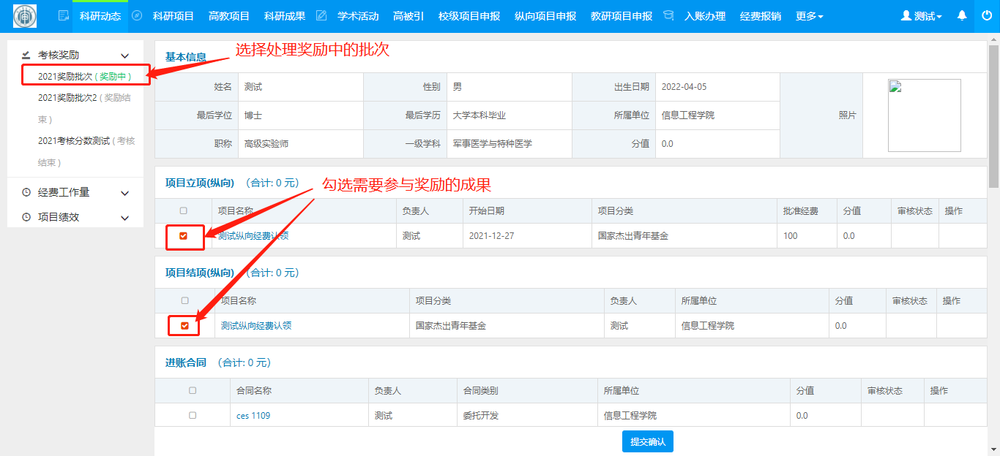 科研动态 科研项目 高教项目 科研成果 学术活动 高被引 校级项目申报 纵向项目申报 教研项目申报 入账办理 经费报销 更多 测试
考核奖励
2021奖励批次 ( 奖励中 )
2021奖励批次2 ( 奖励结
束 )
2021考核分数测试 ( 考核
结束 )
经费工作量
项目绩效
选择处理奖励中的批次
基本信息
姓名 测试 性别 男 出生日期 2022-04-05 照片
最后学位 博士 最后学历 大学本科毕业 所属单位 信息工程学院
职称 高级实验师 一级学科 军事医学与特种医学 分值 0.0
项目立项(纵向) (合计: 0 元)
勾选需要参与奖励的成果
项目名称 负责人 开始日期 项目分类 批准经费 分值 审核状态 操作
测试纵向经费认领 测试 2021-12-27 国家杰出青年基金 100 0.0
项目结项(纵向) (合计: 0 元)
项目名称 项目分类 负责人 所属单位 分值 审核状态 操作
测试纵向经费认领 国家杰出青年基金 测试 信息工程学院 0.0
进账合同 (合计: 0 元)
合同名称 负责人 合同类别 所属单位 分值 审核状态 操作
ces 1109 测试 委托开发 信息工程学院 0.0
提交确认